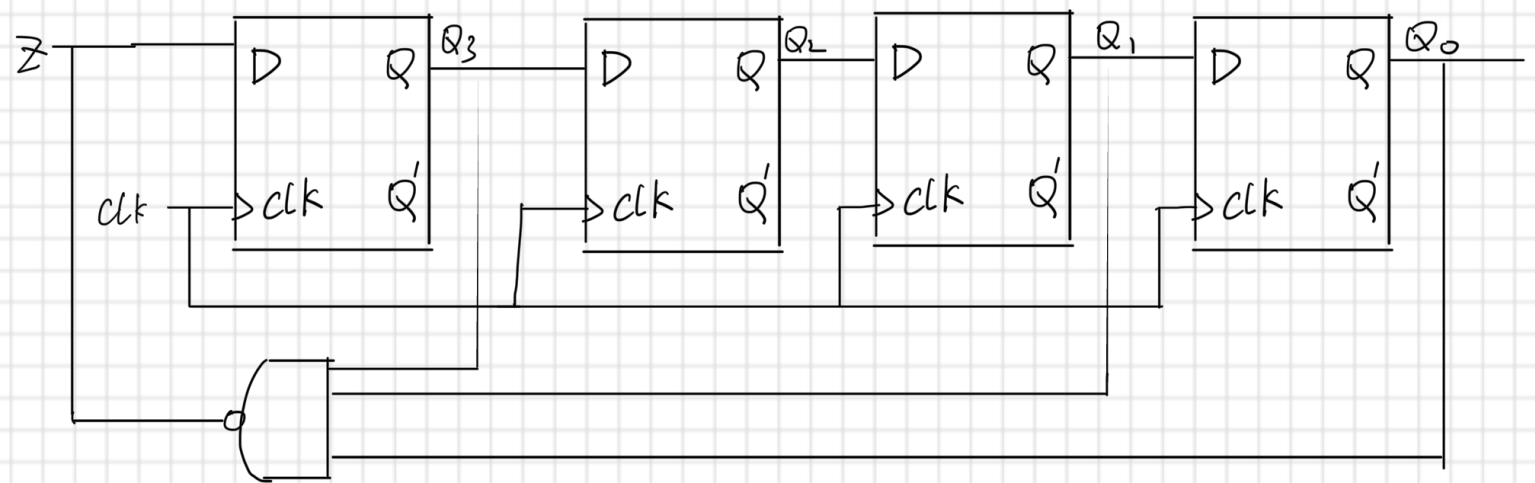 Z D Q Q₃ D Q Q₂ D Q Q₁ D Q Q₀
clk clk Q' clk Q' clk Q' clk Q'